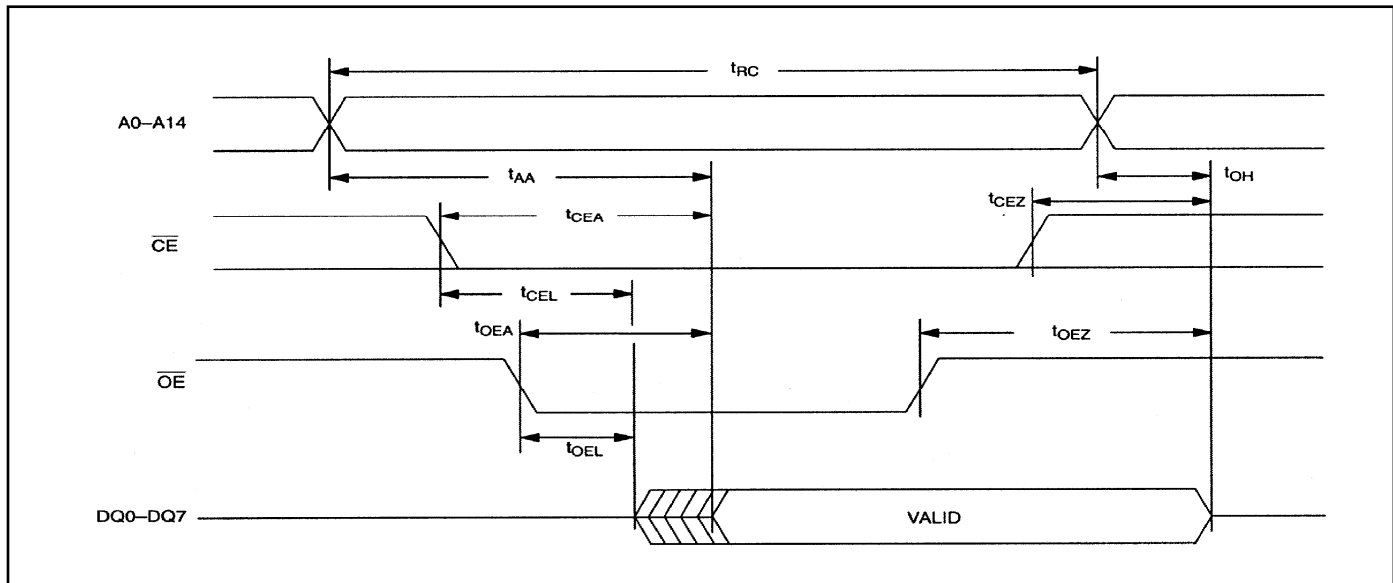 tRC
A0–A14
tAA
tOH
tCEA
tCEZ
CE
tCEL
tOEA
tOEZ
OE
tOEL
DQ0–DQ7
VALID